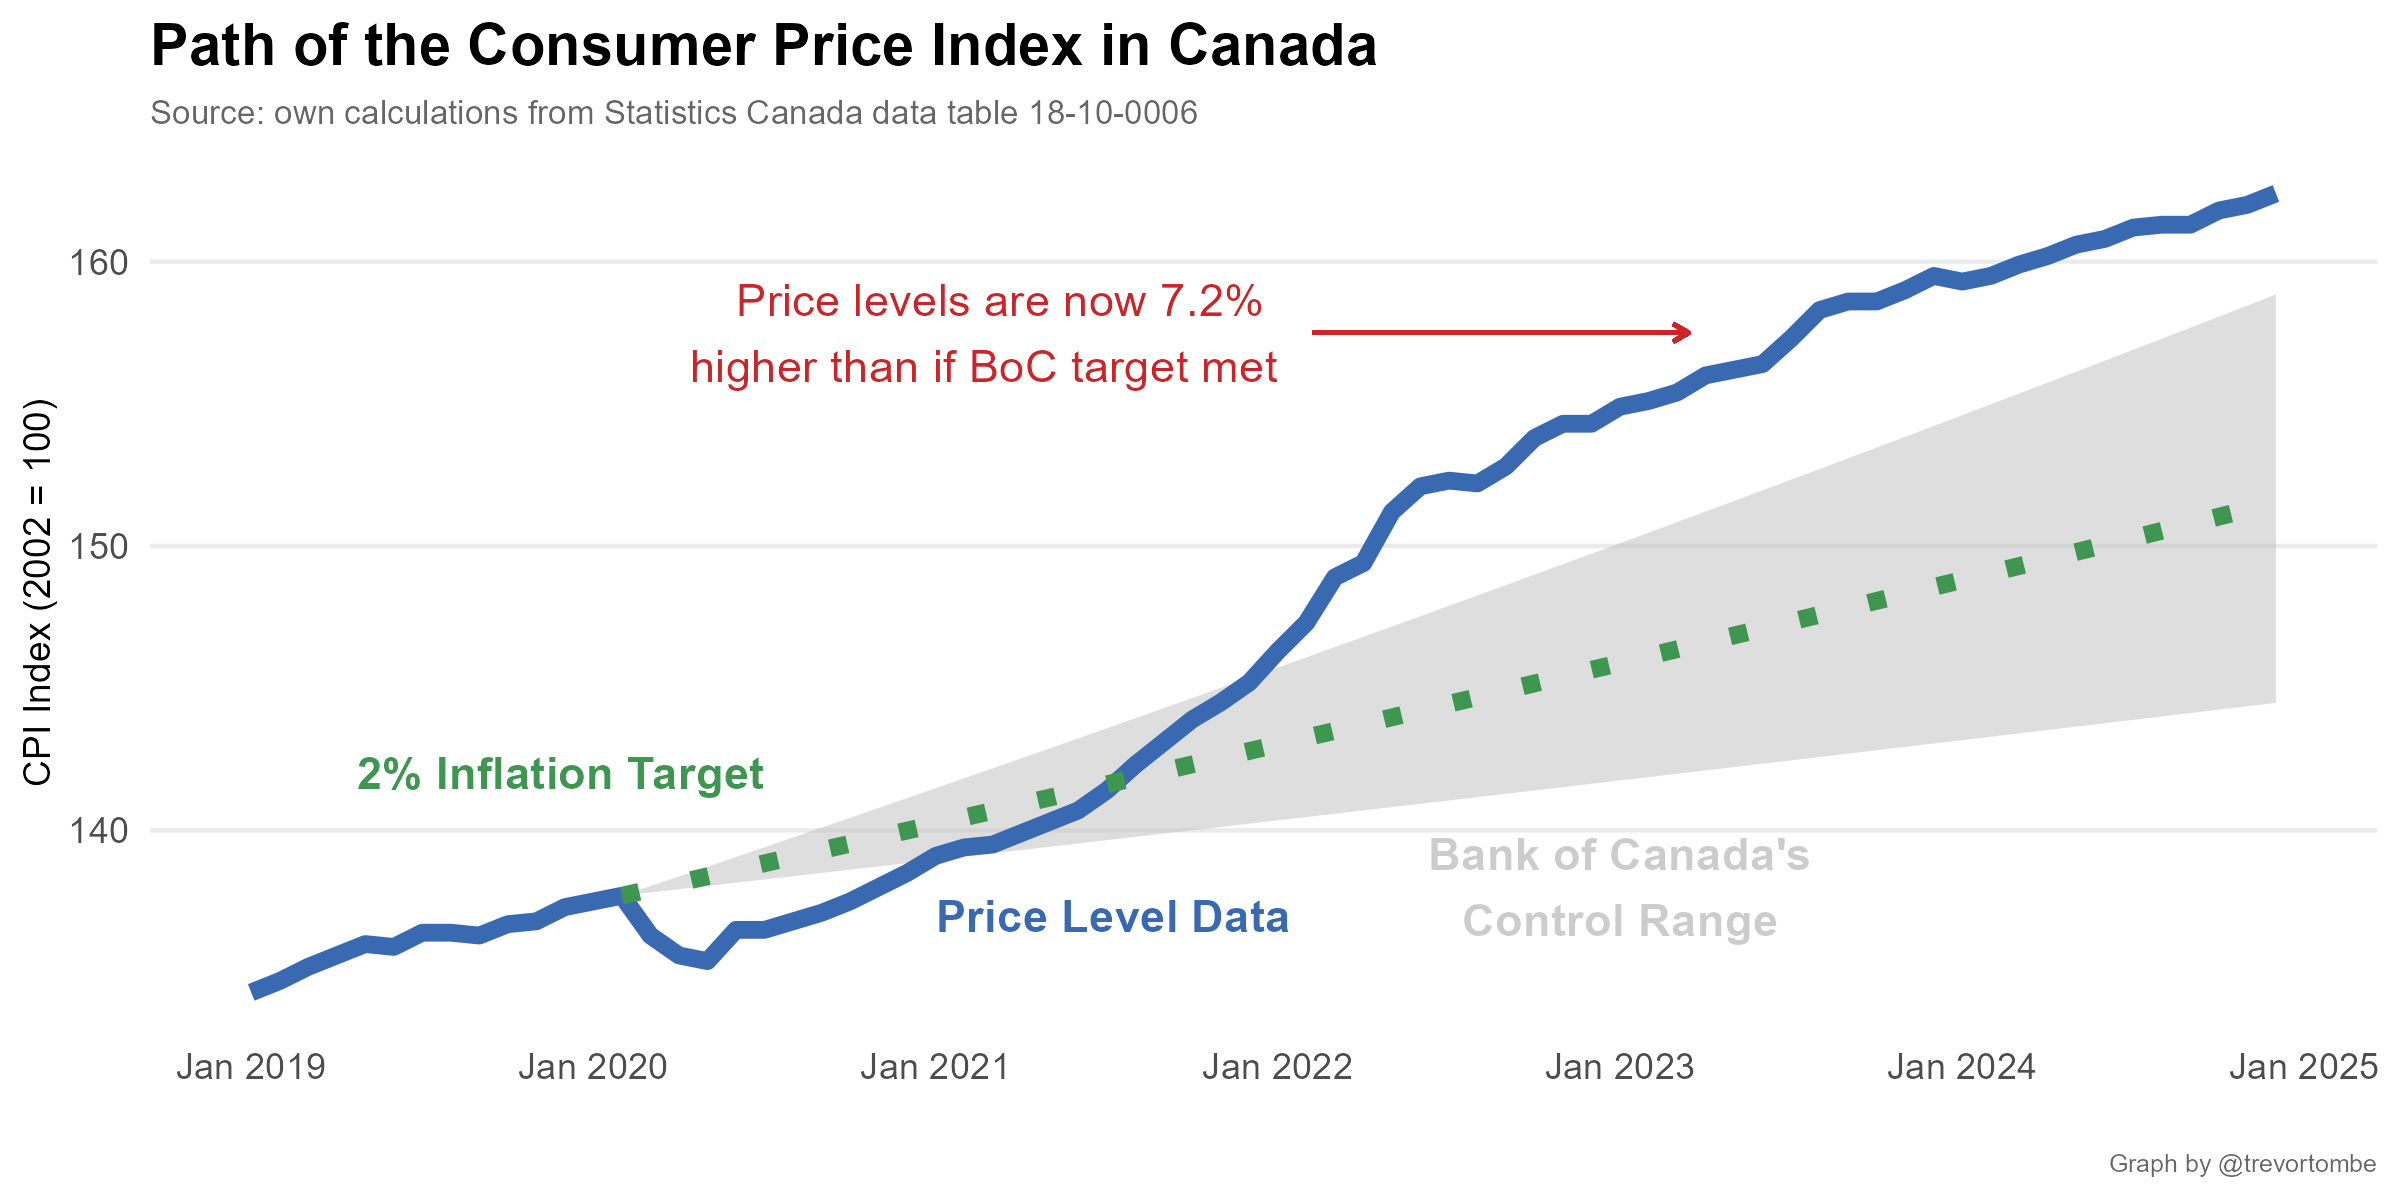 Path of the Consumer Price Index in Canada
Source: own calculations from Statistics Canada data table 18-10-0006
CPI Index (2002 = 100)
160
150
140
Price levels are now 7.2%
higher than if BoC target met
2% Inflation Target
Price Level Data
Bank of Canada's
Control Range
Jan 2019
Jan 2020
Jan 2021
Jan 2022
Jan 2023
Jan 2024
Jan 2025
Graph by @trevortombe